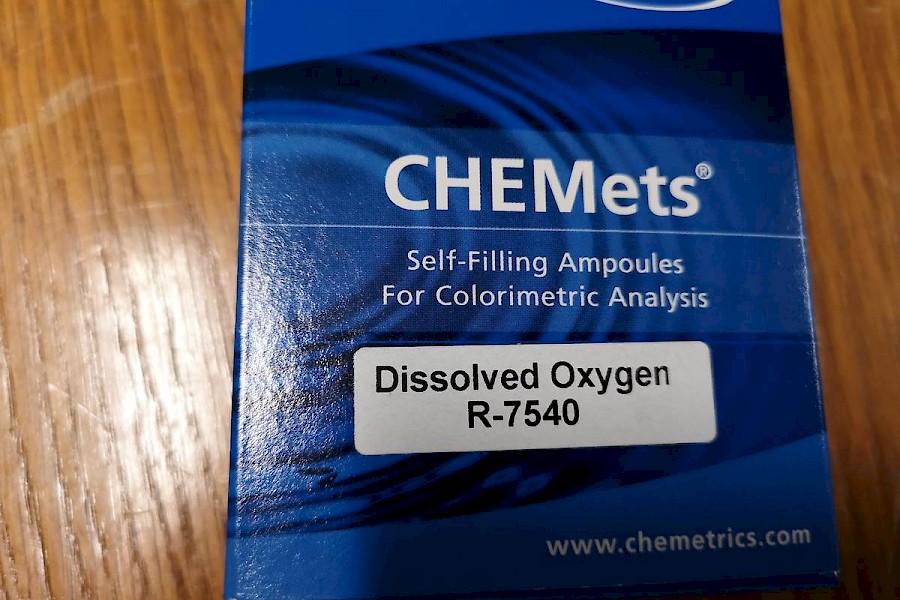 CHEMets®
Self-Filling Ampoules
For Colorimetric Analysis
Dissolved Oxygen
R-7540
www.chemetrics.com